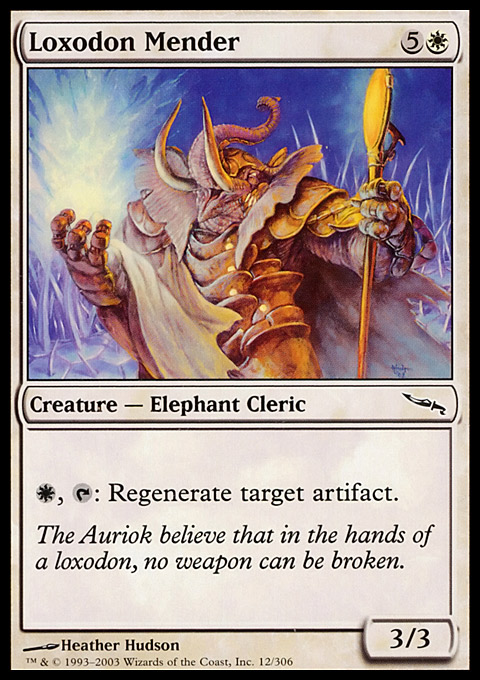 Loxodon Mender 5
Creature — Elephant Cleric
: Regenerate target artifact.
The Auriok believe that in the hands of
a loxodon, no weapon can be broken.
Heather Hudson
3/3
™ & © 1993–2003 Wizards of the Coast, Inc. 12/306